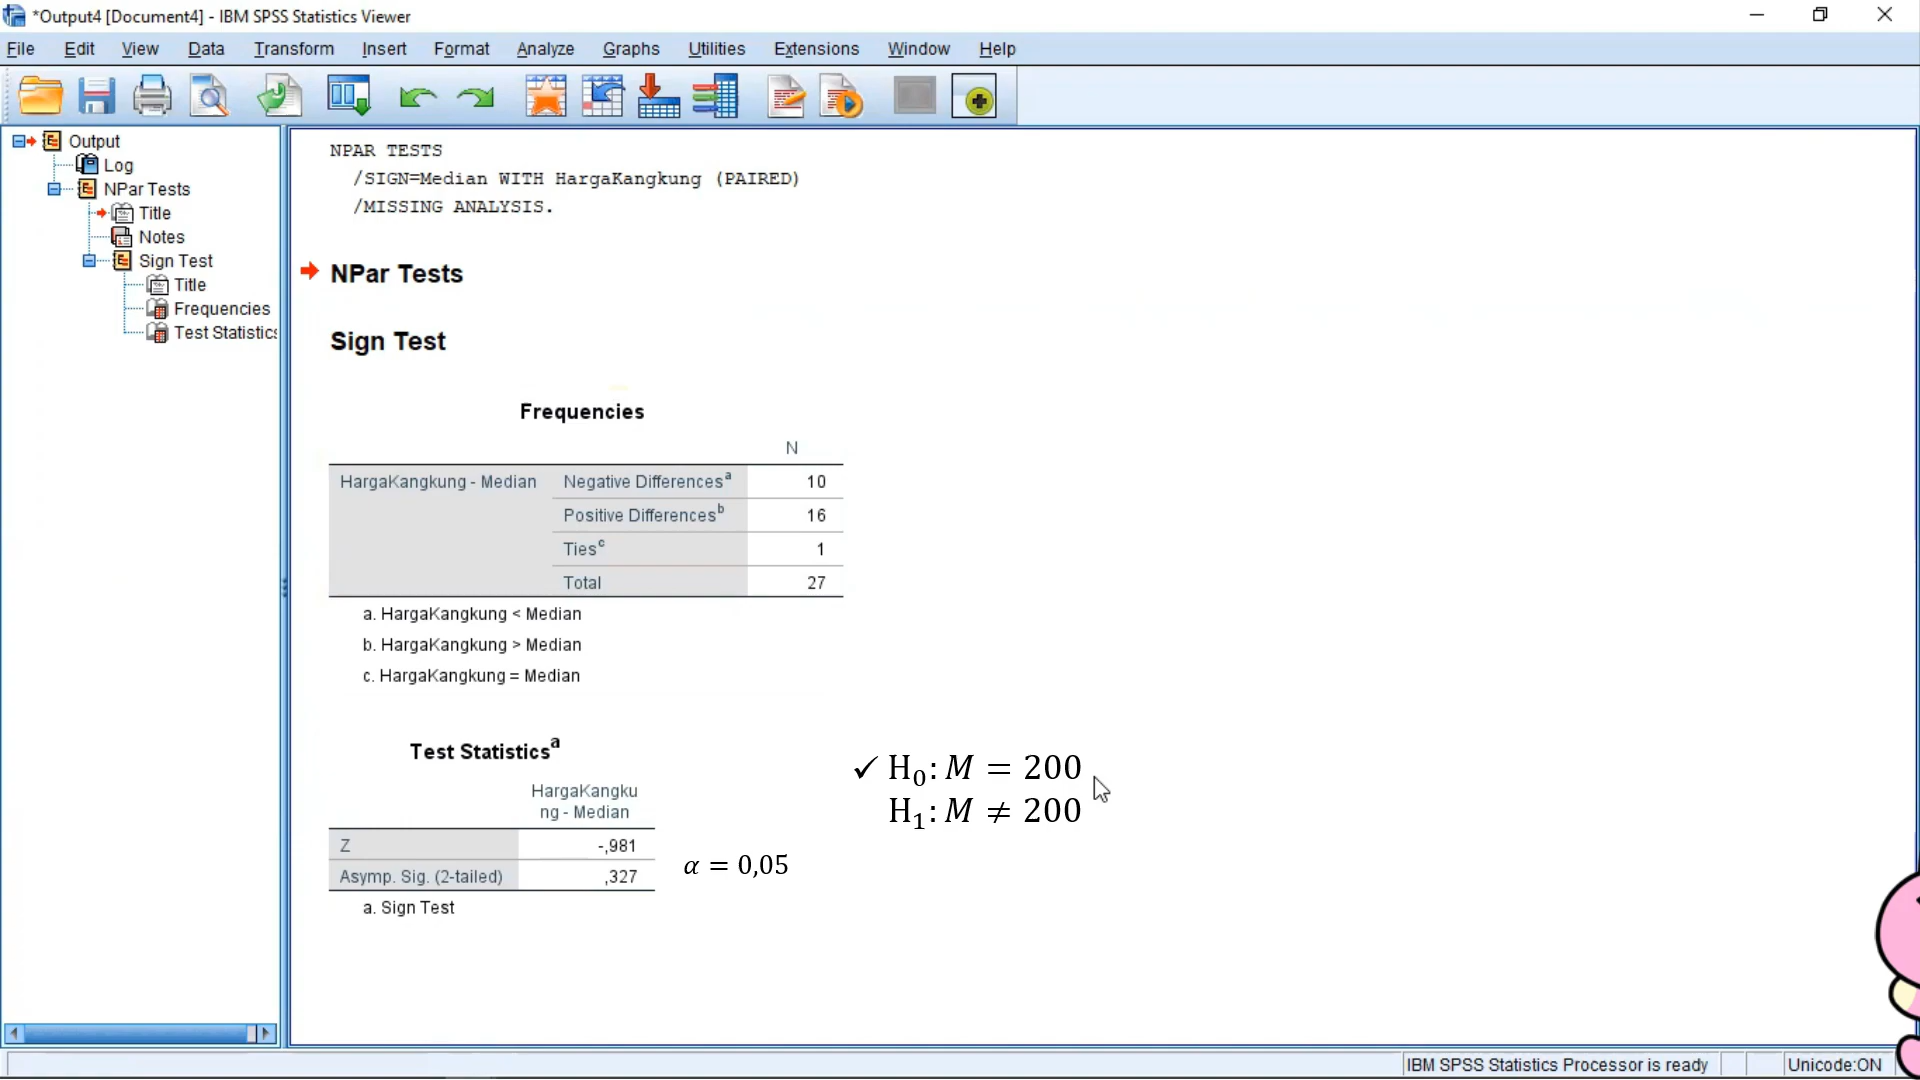 *Output4 [Document4] - IBM SPSS Statistics Viewer
File Edit View Data Transform Insert Format Analyze Graphs Utilities Extensions Window Help
Output
Log
NPar Tests
Title
Notes
Sign Test
Title
Frequencies
Test Statistics
NPAR TESTS
/SIGN=Median WITH HargaKangkung (PAIRED)
/MISSING ANALYSIS.
NPar Tests
Sign Test
Frequencies
N
HargaKangkung - Median Negative Differencesᵃ 10
Positive Differencesᵇ 16
Tiesᶜ 1
Total 27
a. HargaKangkung < Median
b. HargaKangkung > Median
c. HargaKangkung = Median
Test Statisticsᵃ
HargaKangku
ng - Median
Z -,981
Asymp. Sig. (2-tailed) ,327
a. Sign Test
α = 0,05
✓ H₀: M = 200
H₁: M ≠ 200
IBM SPSS Statistics Processor is ready Unicode:ON